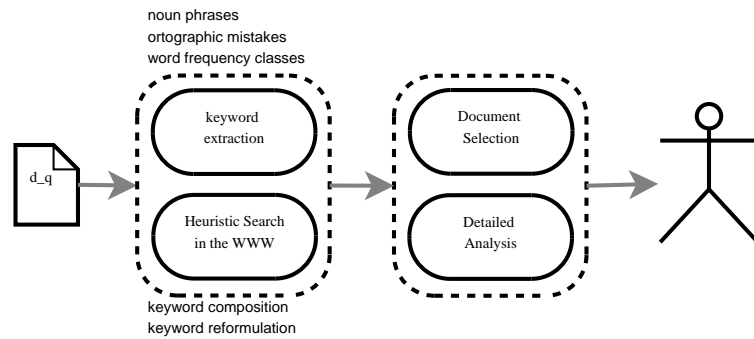 noun phrases
ortographic mistakes
word frequency classes
keyword
extraction
Document
Selection
d_q
Heuristic Search
in the WWW
Detailed
Analysis
keyword composition
keyword reformulation